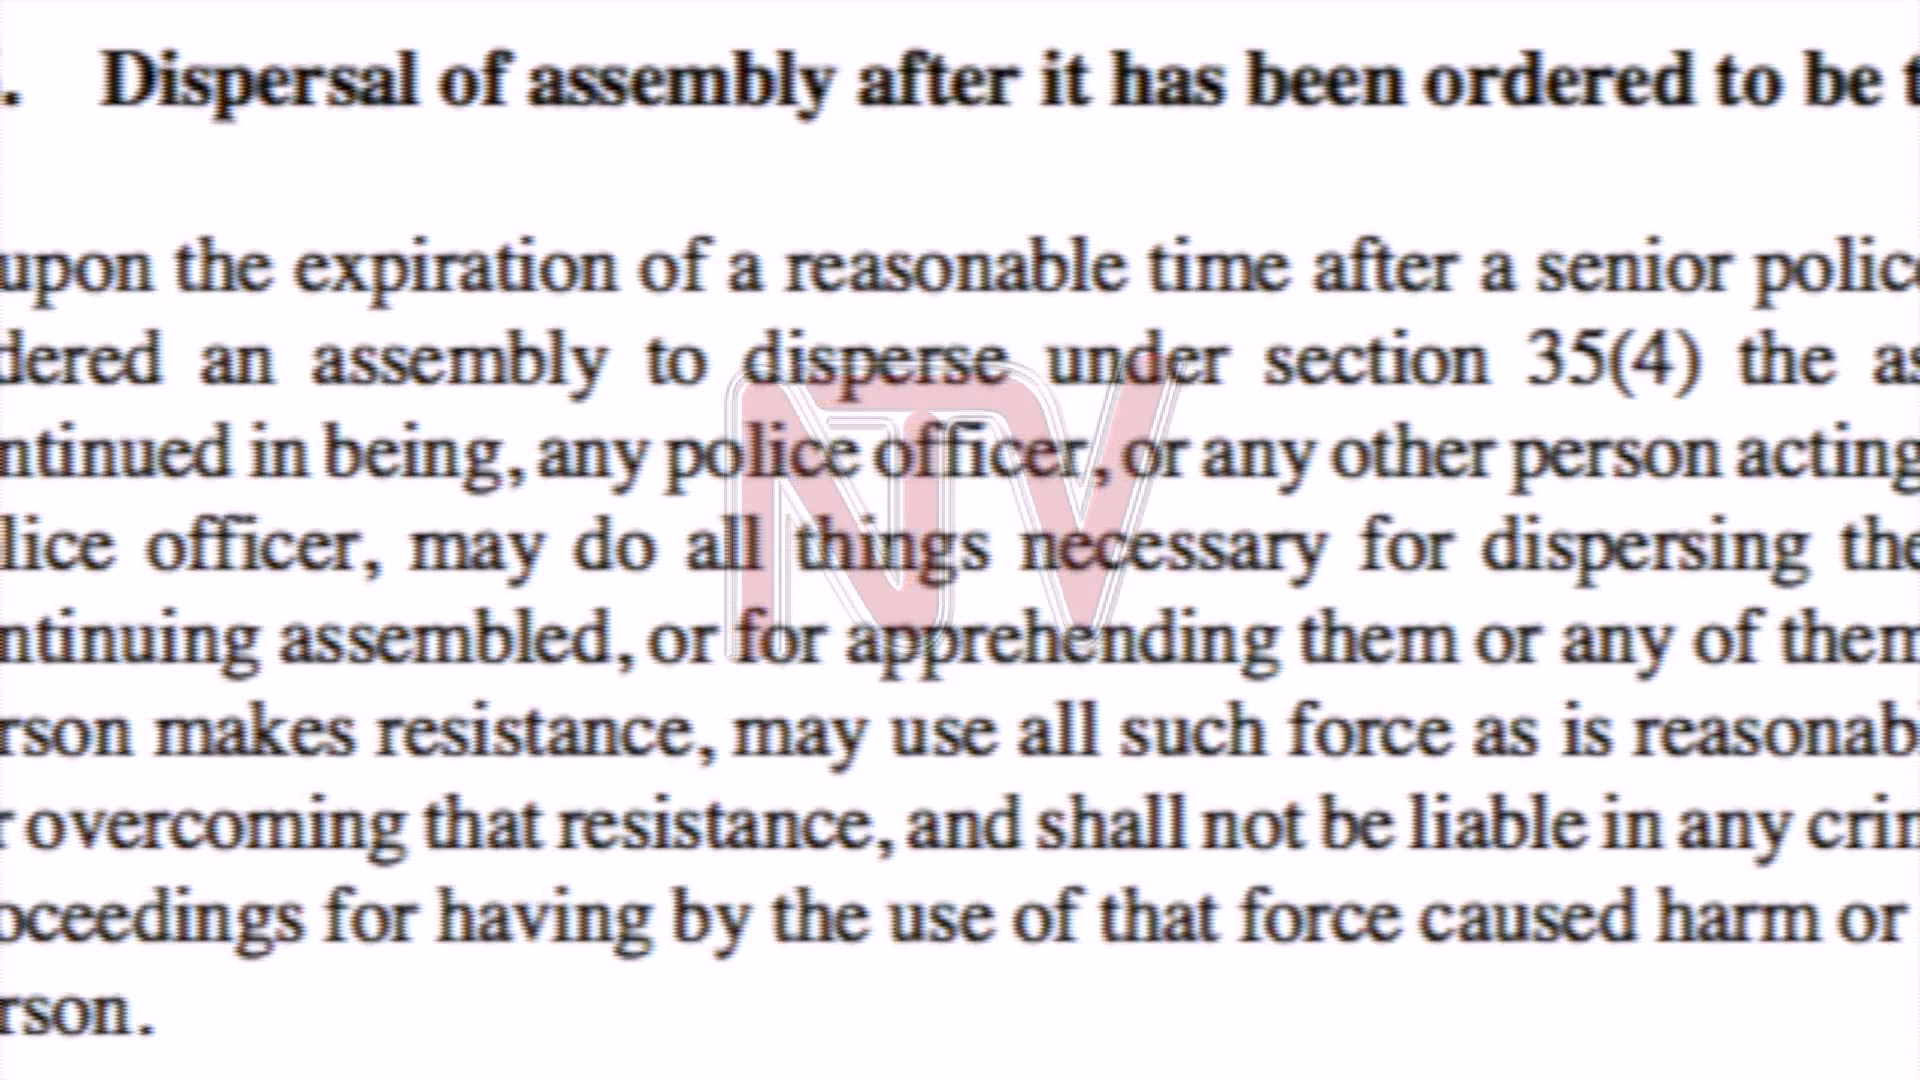 . Dispersal of assembly after it has been ordered to be t
upon the expiration of a reasonable time after a senior police
dered an assembly to disperse under section 35(4) the as
ntinued in being, any police officer, or any other person acting
lice officer, may do all things necessary for dispersing the
ntinuing assembled, or for apprehending them or any of them
rson makes resistance, may use all such force as is reasonab
r overcoming that resistance, and shall not be liable in any crim
oceedings for having by the use of that force caused harm or
rson.
NTV